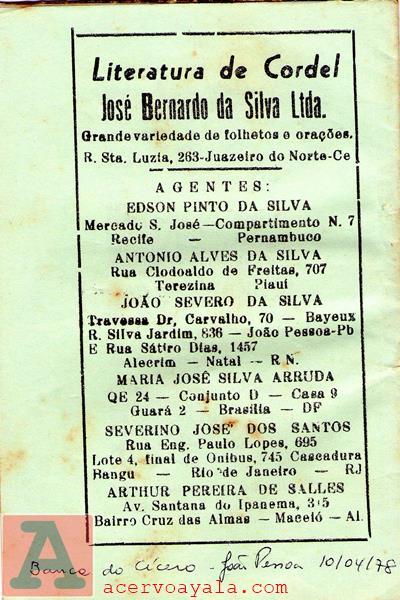 Literatura de Cordel
José Bernardo da Silva Ltda.
Grande variedade de folhetos e orações.
R. Sta. Luzia, 263-Juazeiro do Norte-Ce
AGENTES:
EDSON PINTO DA SILVA
Mercado S. José—Compartimento N. 7
Recife — Pernambuco
ANTONIO ALVES DA SILVA
Rua Clodoaldo de Freitas, 707
Terezina Piauí
JOÃO SEVERO DA SILVA
Travessa Dr, Carvalho, 70 — Bayeux
R. Silva Jardim, 836 — João Pessoa-Pb
E Rua Sátiro Dias, 1457
Alecrim — Natal — R N.
MARIA JOSÉ SILVA ARRUDA
QE 24 — Conjunto D — Casa 9
Guará 2 — Brasilia — DF
SEVERINO JOSÉ DOS SANTOS
Rua Eng. Paulo Lopes, 695
Lote 4, final de Onibus, 745 Cascadura
Bangu — Rio de Janeiro — RJ
ARTHUR PEREIRA DE SALLES
Av. Santana do Ipanema, 315
Bairro Cruz das Almas — Maceió — Al.
Banca do Cícero - João Pessoa 10/04/78
A
acervoayala.com